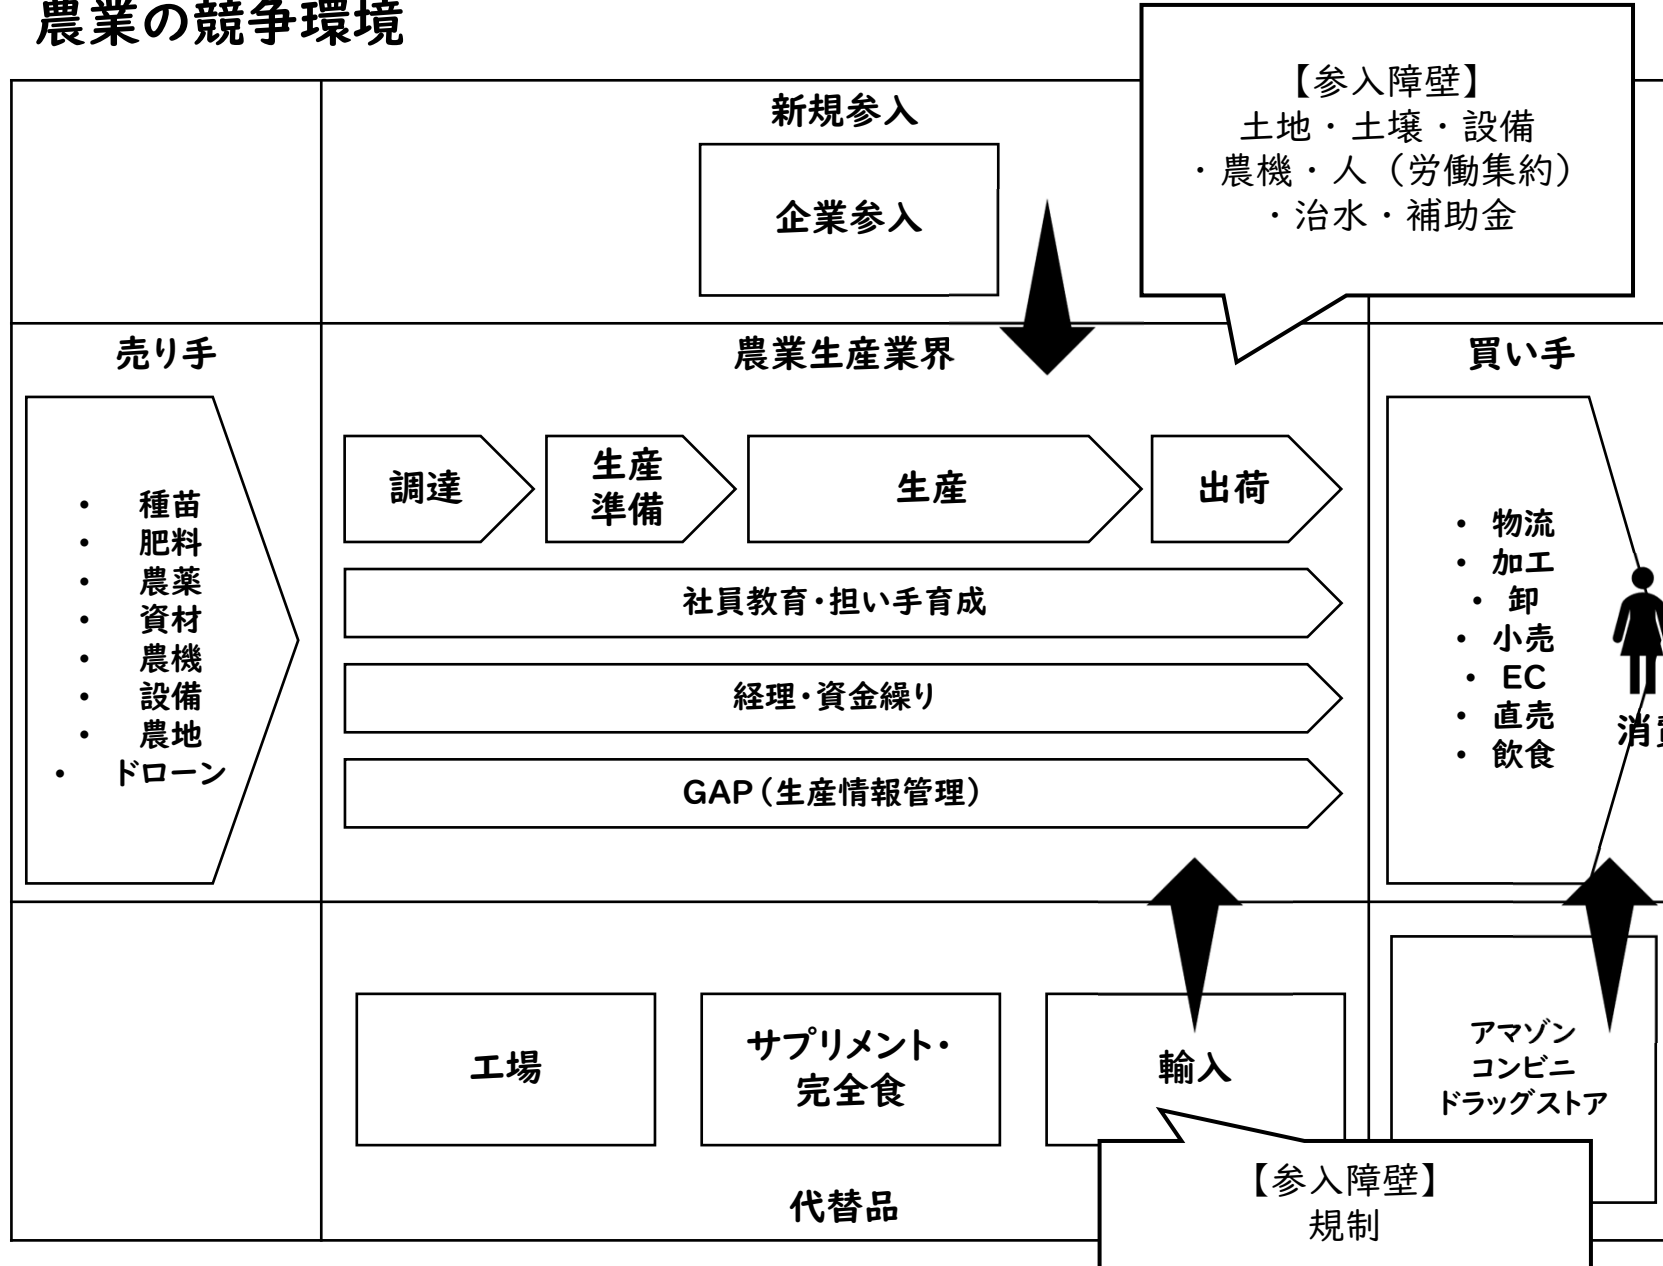 農業の競争環境
新規参入
企業参入
【参入障壁】
土地・土壌・設備
・農機・人（労働集約）
・治水・補助金
売り手
• 種苗
• 肥料
• 農薬
• 資材
• 農機
• 設備
• 農地
• ドローン
農業生産業界
調達
生産
準備
生産
出荷
社員教育・担い手育成
経理・資金繰り
GAP（生産情報管理）
買い手
• 物流
• 加工
• 卸
• 小売
• EC
• 直売
• 飲食
消費
工場
サプリメント・
完全食
輸入
アマゾン
コンビニ
ドラッグストア
【参入障壁】
規制
代替品